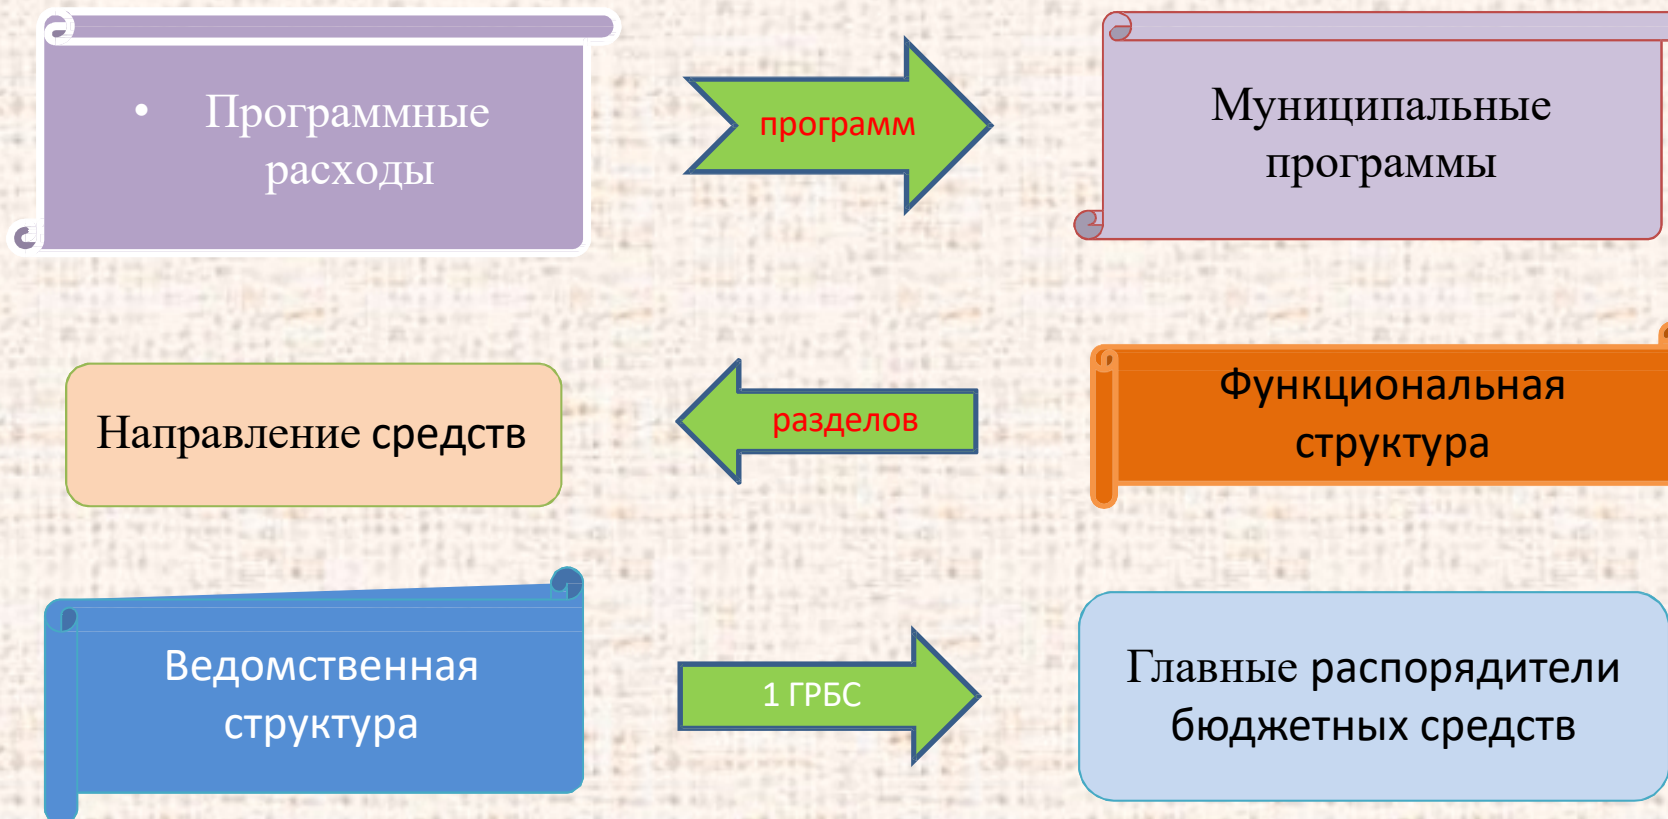 • Программные
расходы
программ
Муниципальные
программы
Направление средств
разделов
Функциональная
структура
Ведомственная
структура
1 ГРБС
Главные распорядители
бюджетных средств